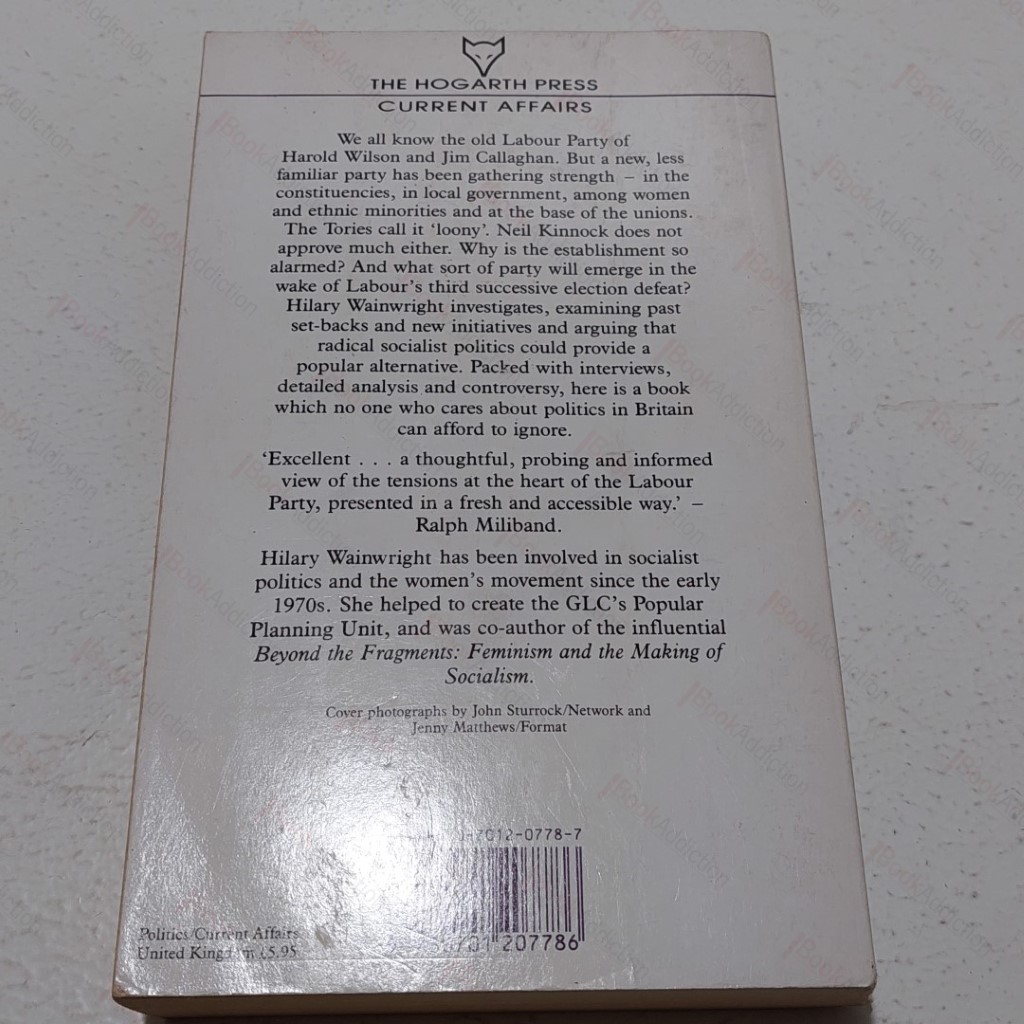 THE HOGARTH PRESS
CURRENT AFFAIRS
We all know the old Labour Party of
Harold Wilson and Jim Callaghan. But a new, less
familiar party has been gathering strength – in the
constituencies, in local government, among women
and ethnic minorities and at the base of the unions.
The Tories call it ‘loony’. Neil Kinnock does not
approve much either. Why is the establishment so
alarmed? And what sort of party will emerge in the
wake of Labour’s third successive election defeat?
Hilary Wainwright investigates, examining past
set-backs and new initiatives and arguing that
radical socialist politics could provide a
popular alternative. Packed with interviews,
detailed analysis and controversy, here is a book
which no one who cares about politics in Britain
can afford to ignore.
‘Excellent . . . a thoughtful, probing and informed
view of the tensions at the heart of the Labour
Party, presented in a fresh and accessible way.’ –
Ralph Miliband.
Hilary Wainwright has been involved in socialist
politics and the women’s movement since the early
1970s. She helped to create the GLC’s Popular
Planning Unit, and was co-author of the influential
Beyond the Fragments: Feminism and the Making of
Socialism.
Cover photographs by John Sturrock/Network and
Jenny Matthews/Format
-7012-0778-7
701 207786
Politics/Current Affairs
United Kingdom £5.95
BookAddiction